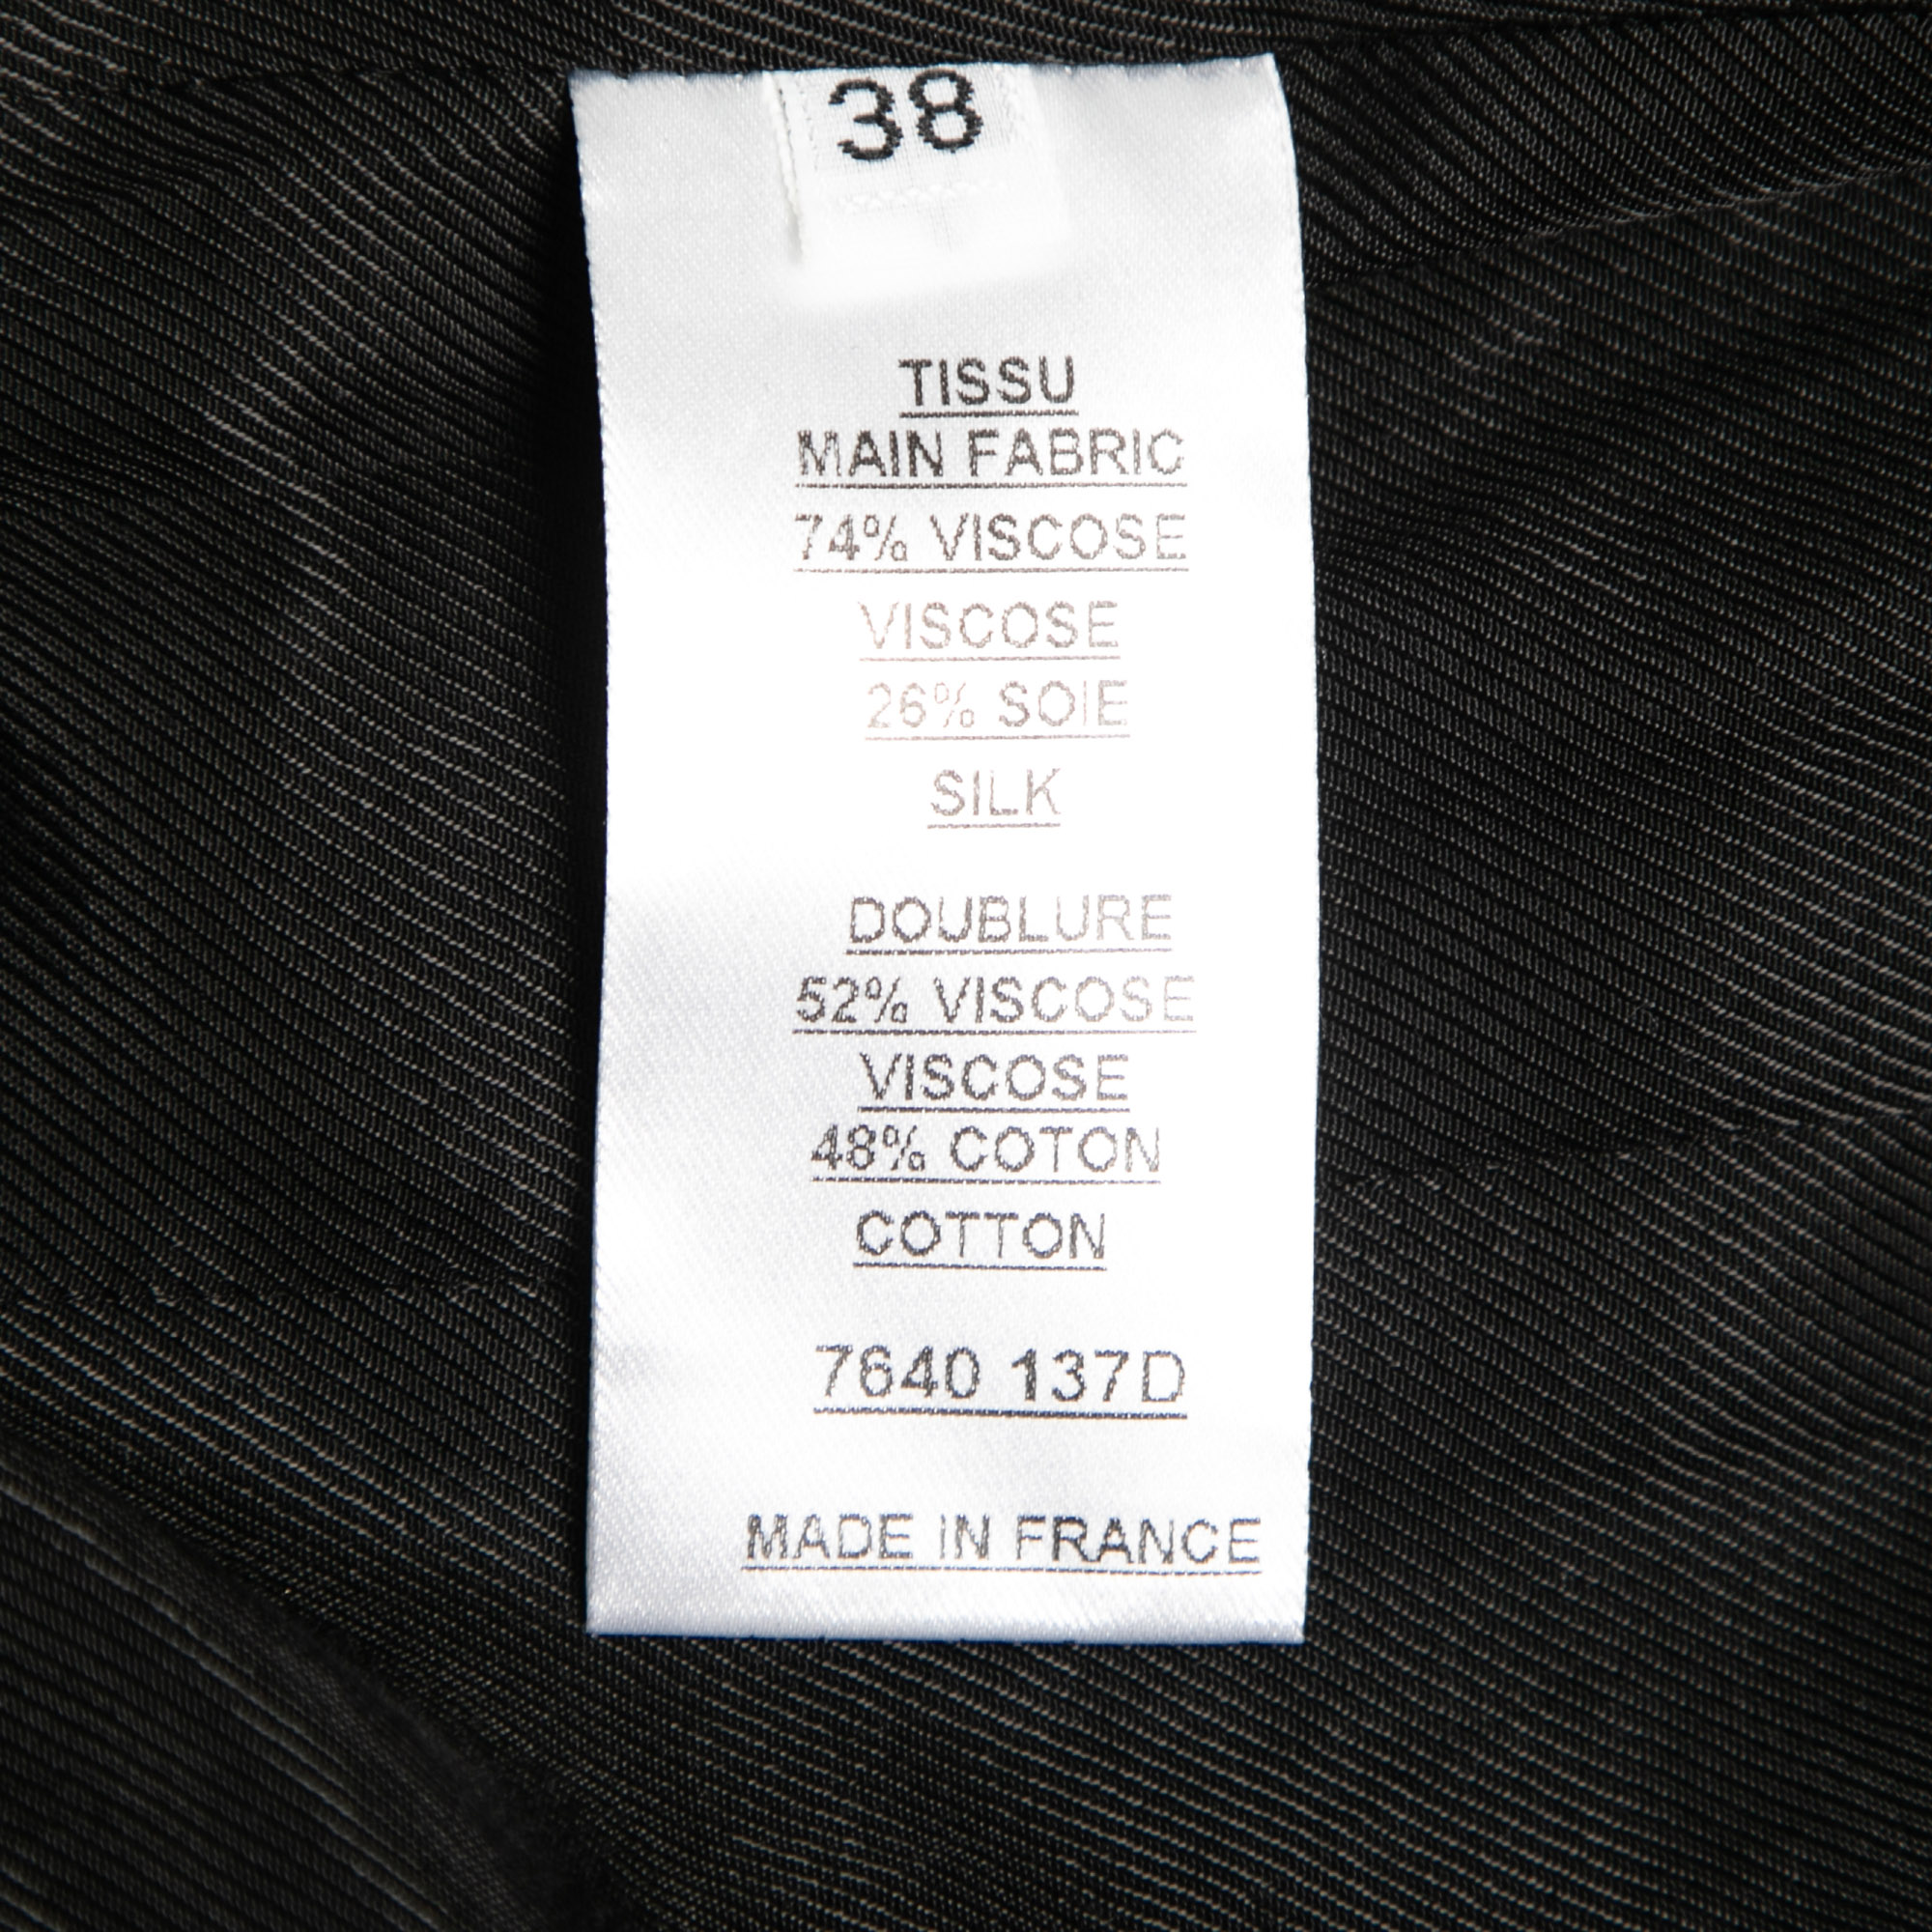 38
TISSU
MAIN FABRIC
74% VISCOSE
VISCOSE
26% SOIE
SILK
DOUBLURE
52% VISCOSE
VISCOSE
48% COTON
COTTON
7640 137D
MADE IN FRANCE